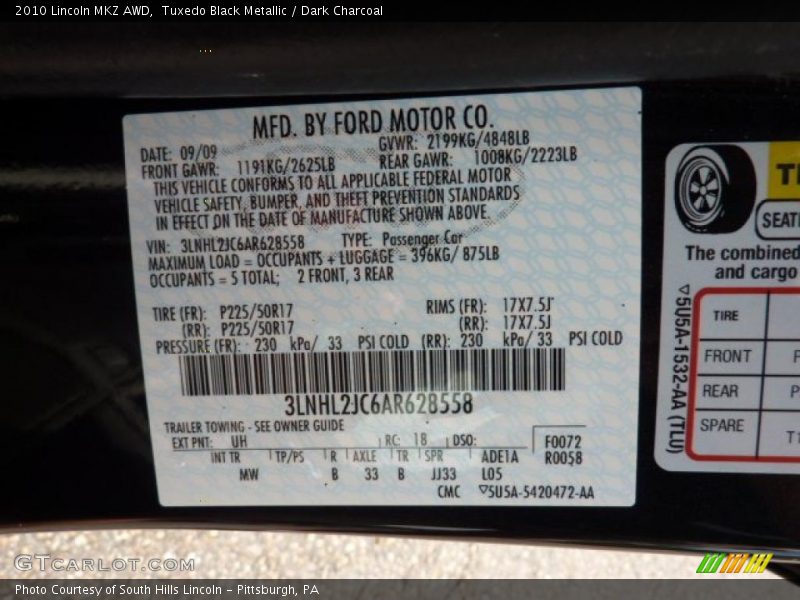 2010 Lincoln MKZ AWD, Tuxedo Black Metallic / Dark Charcoal
MFD. BY FORD MOTOR CO.
DATE: 09/09 GVWR: 2199KG/4848LB
FRONT GAWR: 1191KG/2625LB REAR GAWR: 1008KG/2223LB
THIS VEHICLE CONFORMS TO ALL APPLICABLE FEDERAL MOTOR
VEHICLE SAFETY, BUMPER, AND THEFT PREVENTION STANDARDS
IN EFFECT ON THE DATE OF MANUFACTURE SHOWN ABOVE.
VIN: 3LNHL2JC6AR628558 TYPE: Passenger Car
MAXIMUM LOAD = OCCUPANTS + LUGGAGE = 396KG/ 875LB
OCCUPANTS = 5 TOTAL; 2 FRONT, 3 REAR
TIRE (FR): P225/50R17 RIMS (FR): 17X7.5J
(RR): P225/50R17 (RR): 17X7.5J
PRESSURE (FR): 230 kPa/ 33 PSI COLD (RR): 230 kPa/ 33 PSI COLD
3LNHL2JC6AR628558
TRAILER TOWING - SEE OWNER GUIDE
EXT PNT: UH RC: 18 DSO: F0072
INT TR TP/PS R AXLE TR SPR ADE1A R0058
MW B 33 B JJ33 L05
CMC ▽5U5A-5420472-AA
SEATI
The combined
and cargo
▽5U5A-1532-AA (TLU)
TIRE
FRONT
REAR P
SPARE
GTCARLOT.COM
Photo Courtesy of South Hills Lincoln - Pittsburgh, PA